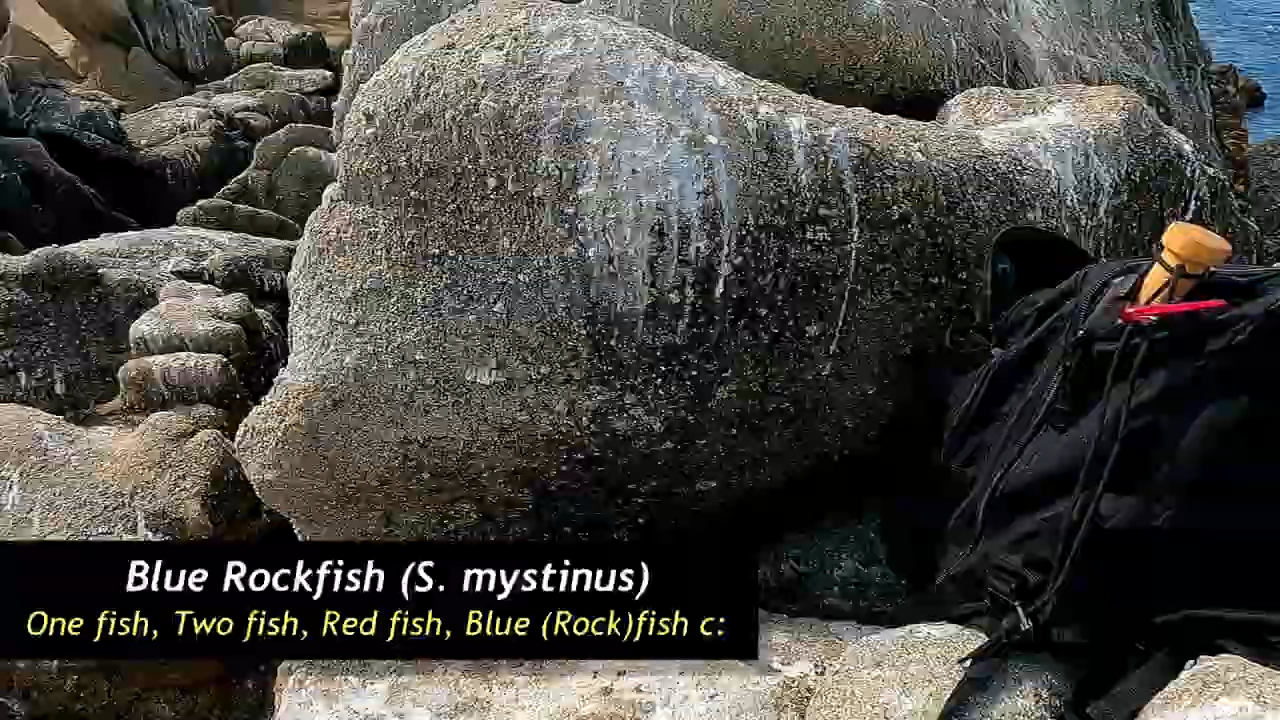 Blue Rockfish (S. mystinus)
One fish, Two fish, Red fish, Blue (Rock)fish c: